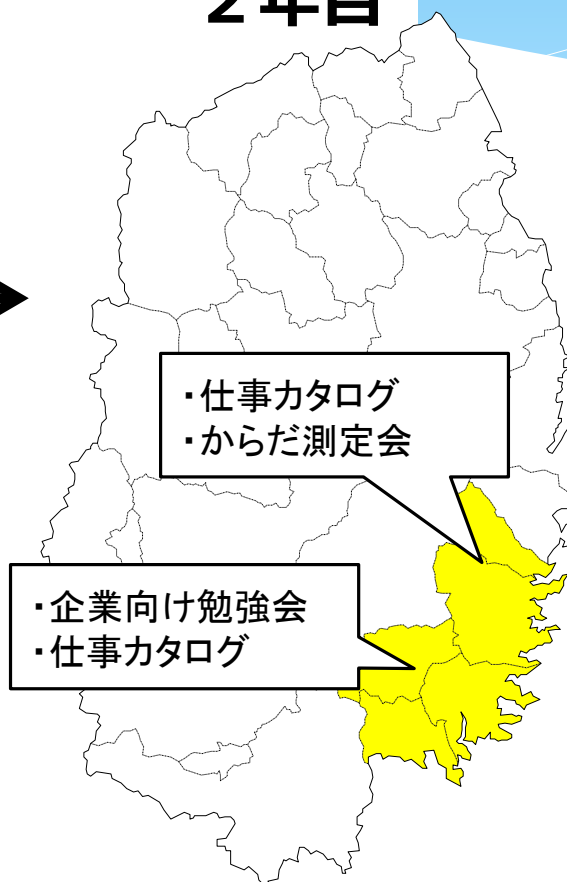 ２年目
・仕事カタログ
・からだ測定会
・企業向け勉強会
・仕事カタログ